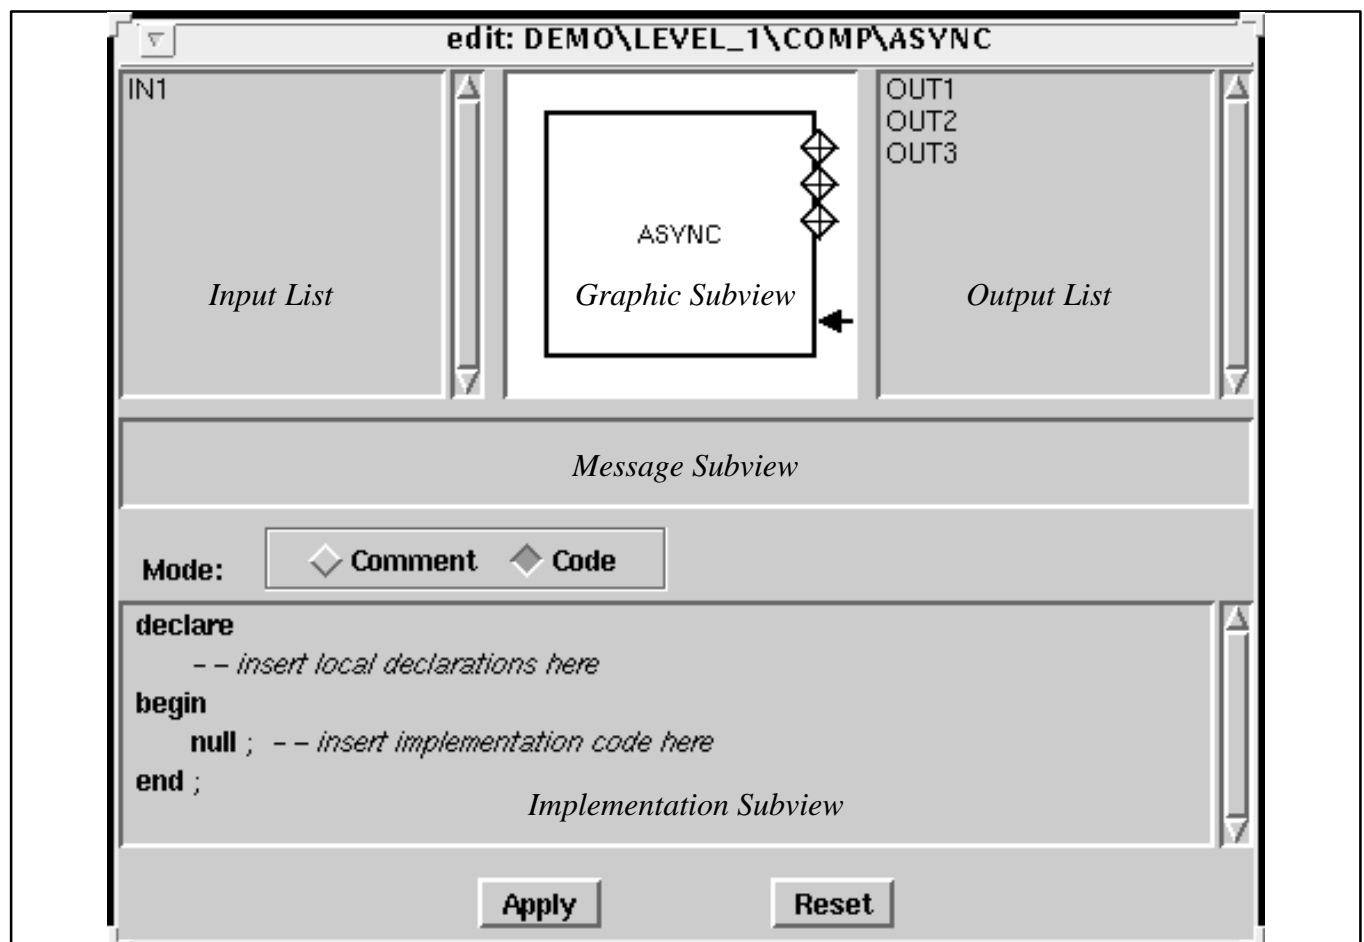 edit: DEMO\LEVEL_1\COMP\ASYNC
IN1
OUT1
OUT2
OUT3
ASYNC
Input List
Graphic Subview
Output List
Message Subview
Mode:
Comment
Code
declare
-- insert local declarations here
begin
null ; -- insert implementation code here
end ;
Implementation Subview
Apply
Reset